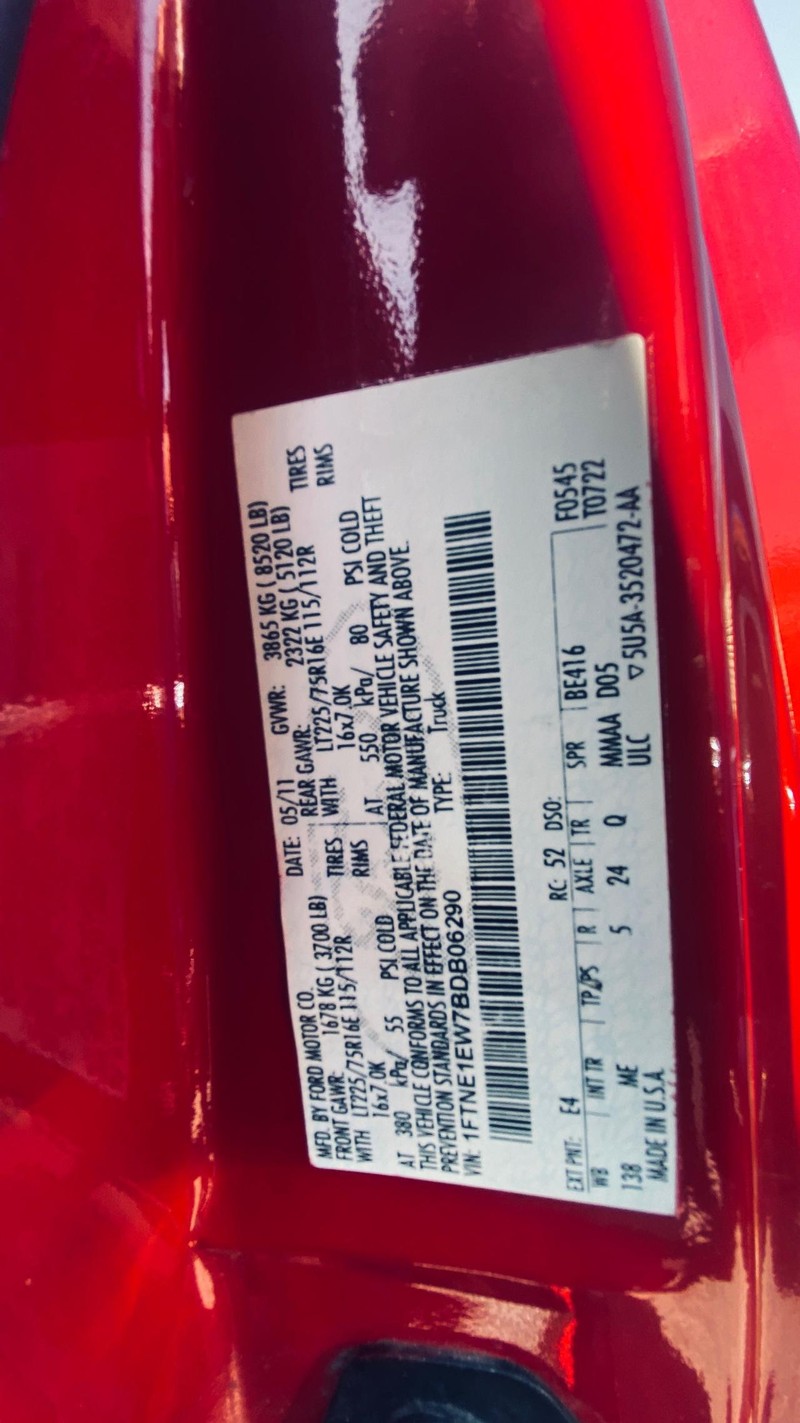 MFD. BY FORD MOTOR CO. DATE: 05/11 GVWR: 3865 KG ( 8520 LB)
FRONT GAWR: 1678 KG ( 3700 LB) REAR GAWR: 2322 KG ( 5120 LB)
WITH LT225/75R16E 115/112R TIRES WITH LT225/75R16E 115/112R TIRES
16x7.0K RIMS 16x7.0K RIMS
AT 380 kPa/ 55 PSI COLD AT 550 kPa/ 80 PSI COLD
THIS VEHICLE CONFORMS TO ALL APPLICABLE FEDERAL MOTOR VEHICLE SAFETY AND THEFT
PREVENTION STANDARDS IN EFFECT ON THE DATE OF MANUFACTURE SHOWN ABOVE.
VIN: 1FTNE1EW7BDB06290 TYPE: Truck
EXT PNT: E4 RC: 52 DSO: F0545
WB INT TR TP/PS R AXLE TR SPR BE416 T0722
138 ME 5 24 Q MMAA D05
MADE IN U.S.A. ULC ▽5U5A-3520472-AA